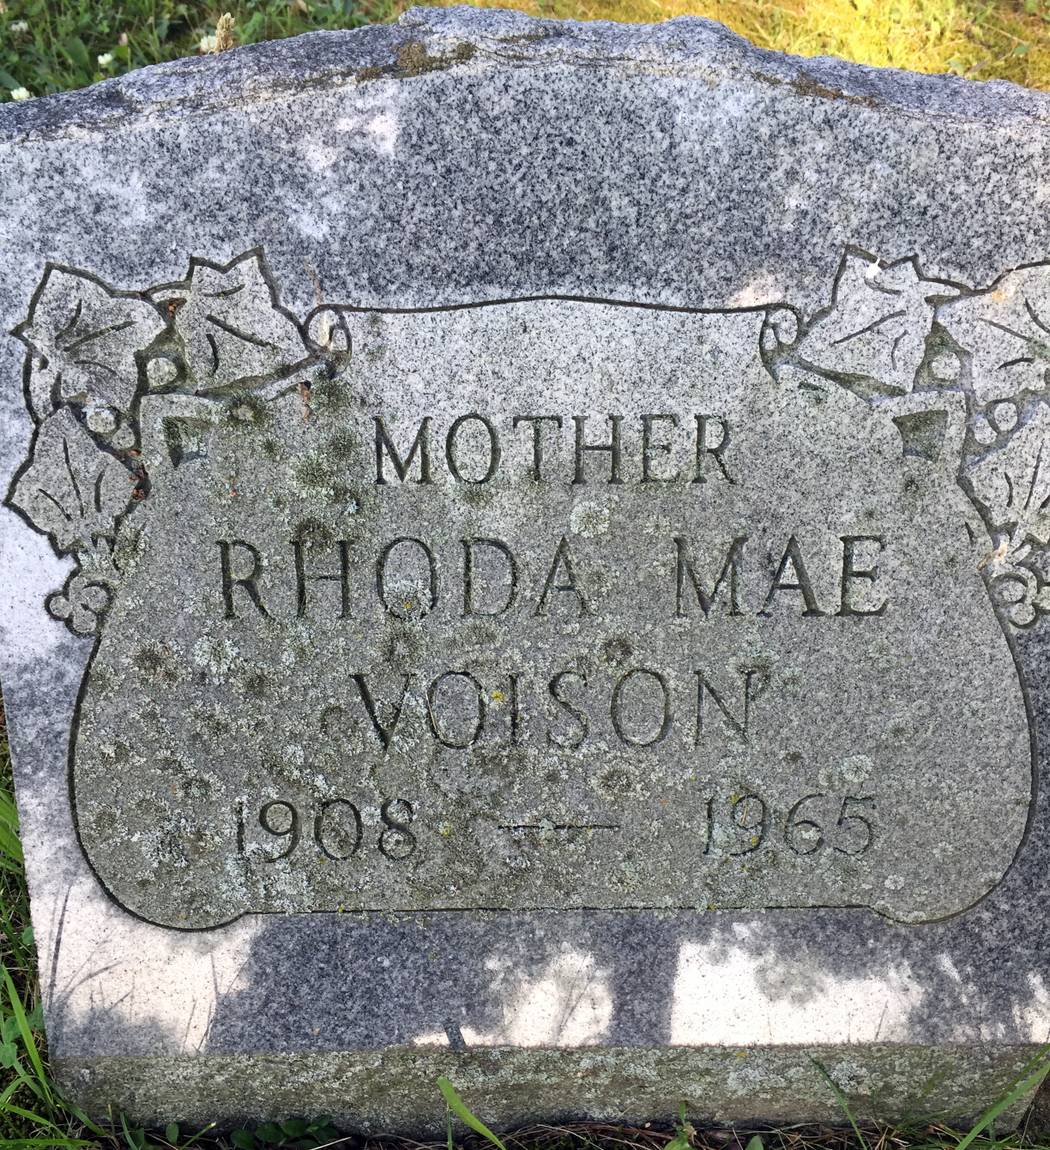 MOTHER
RHODA MAE
VOISON
1908 — 1965